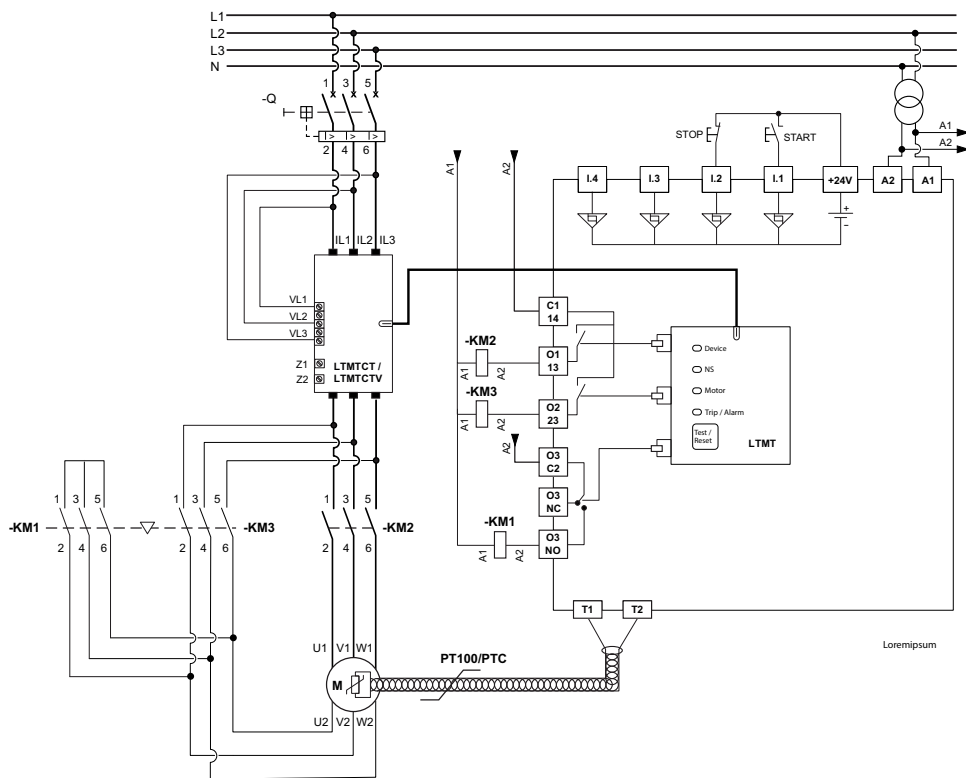 L1
L2
L3
N
1 3 5
-Q
I> I> I>
2 4 6
A1
A2
STOP
START
A1
A2
I.4 I.3 I.2 I.1 +24V A2 A1
+
−
IL1 IL2 IL3
VL1
VL2
VL3
Z1
Z2
LTMTCT /
LTMTCTV
C1
14
-KM2
A1
A2
O1
13
-KM3
A1
A2
O2
23
A2
O3
C2
O3
NC
-KM1
A1
A2
O3
NO
Device
NS
Motor
Trip / Alarm
Test /
Reset
LTMT
1 3 5
-KM1
2 4 6
1 3 5
-KM3
2 4 6
1 3 5
-KM2
2 4 6
T1 T2
Loremipsum
U1 V1 W1
M
U2 V2 W2
PT100/PTC